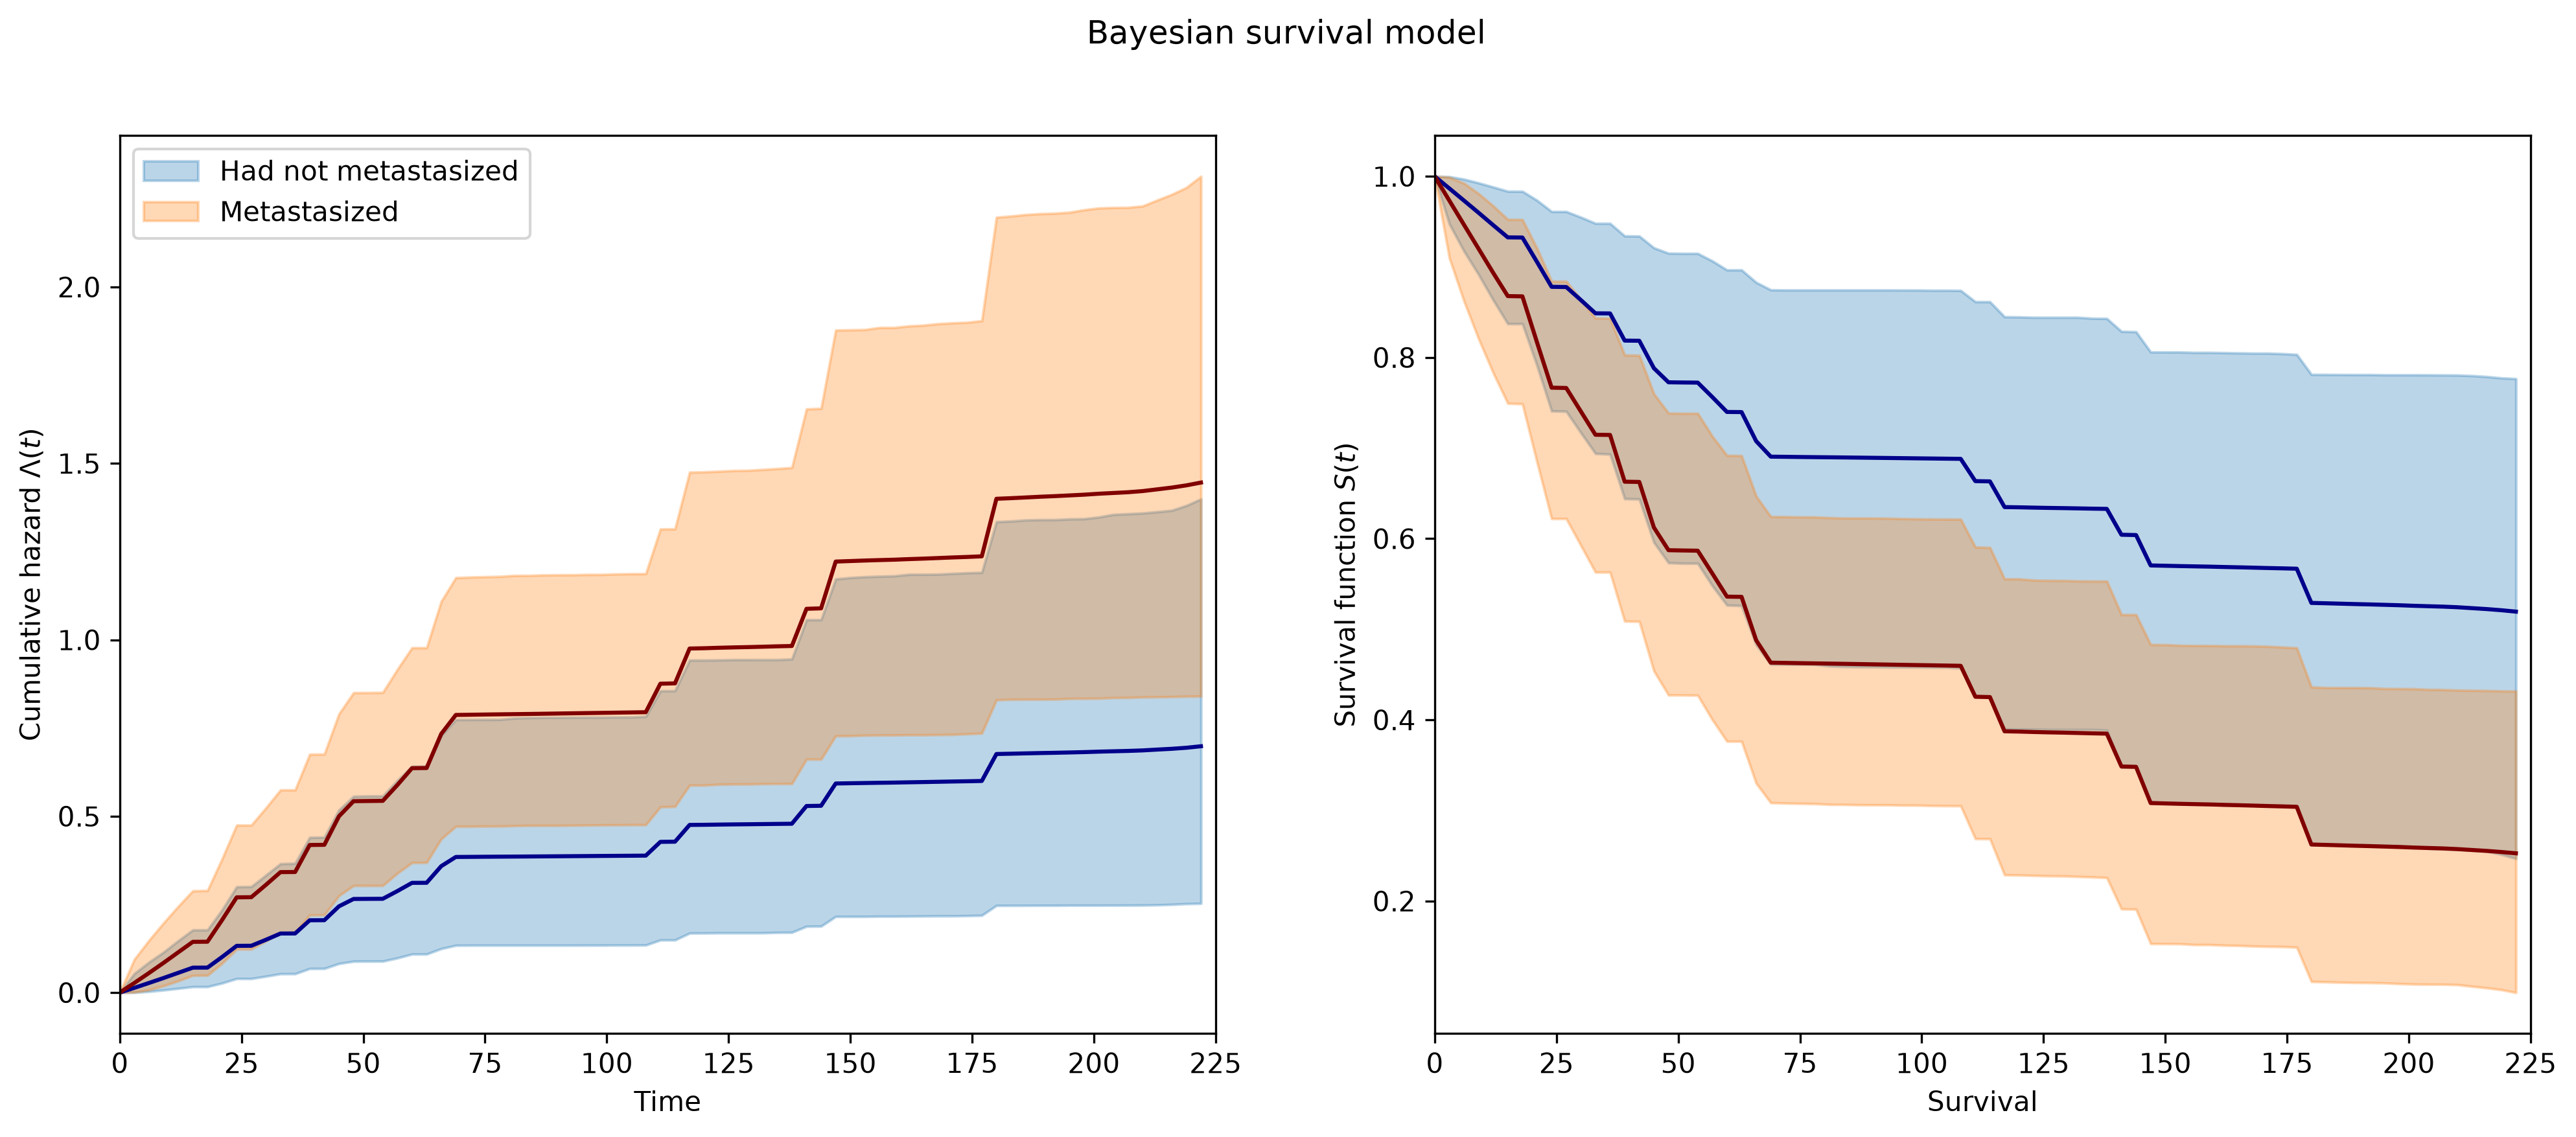 Bayesian survival model
Had not metastasized
Metastasized
Cumulative hazard Λ(t)
2.0
1.5
1.0
0.5
0.0
0 25 50 75 100 125 150 175 200 225
Time
Survival function S(t)
1.0
0.8
0.6
0.4
0.2
0 25 50 75 100 125 150 175 200 225
Survival